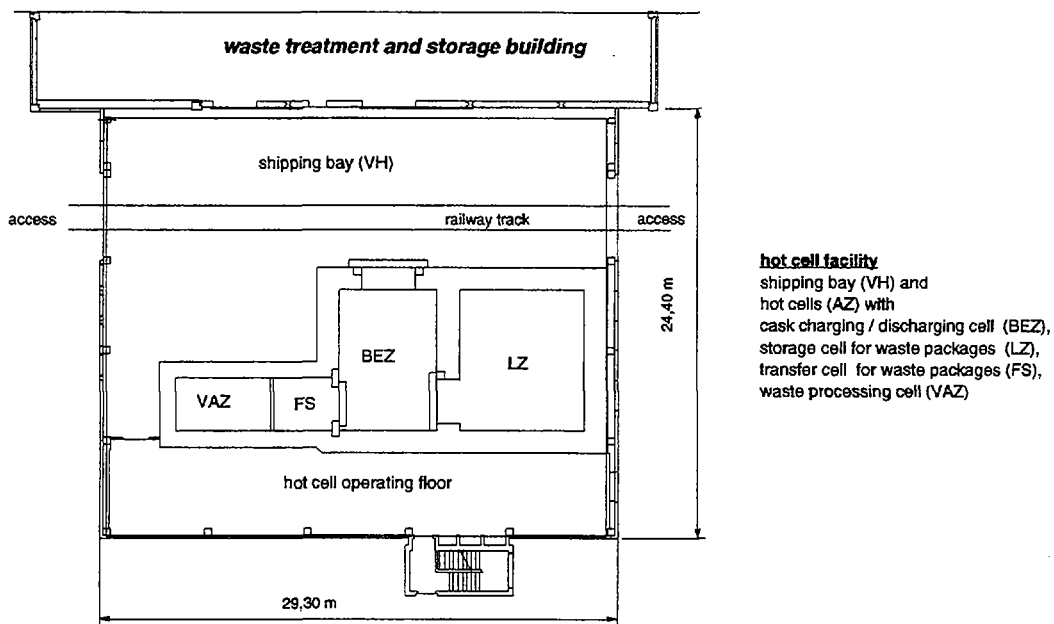 waste treatment and storage building
shipping bay (VH)
access
railway track
access
hot cell facility
shipping bay (VH) and
hot cells (AZ) with
cask charging / discharging cell (BEZ),
storage cell for waste packages (LZ),
transfer cell for waste packages (FS),
waste processing cell (VAZ)
24,40 m
BEZ
LZ
VAZ
FS
hot cell operating floor
29,30 m